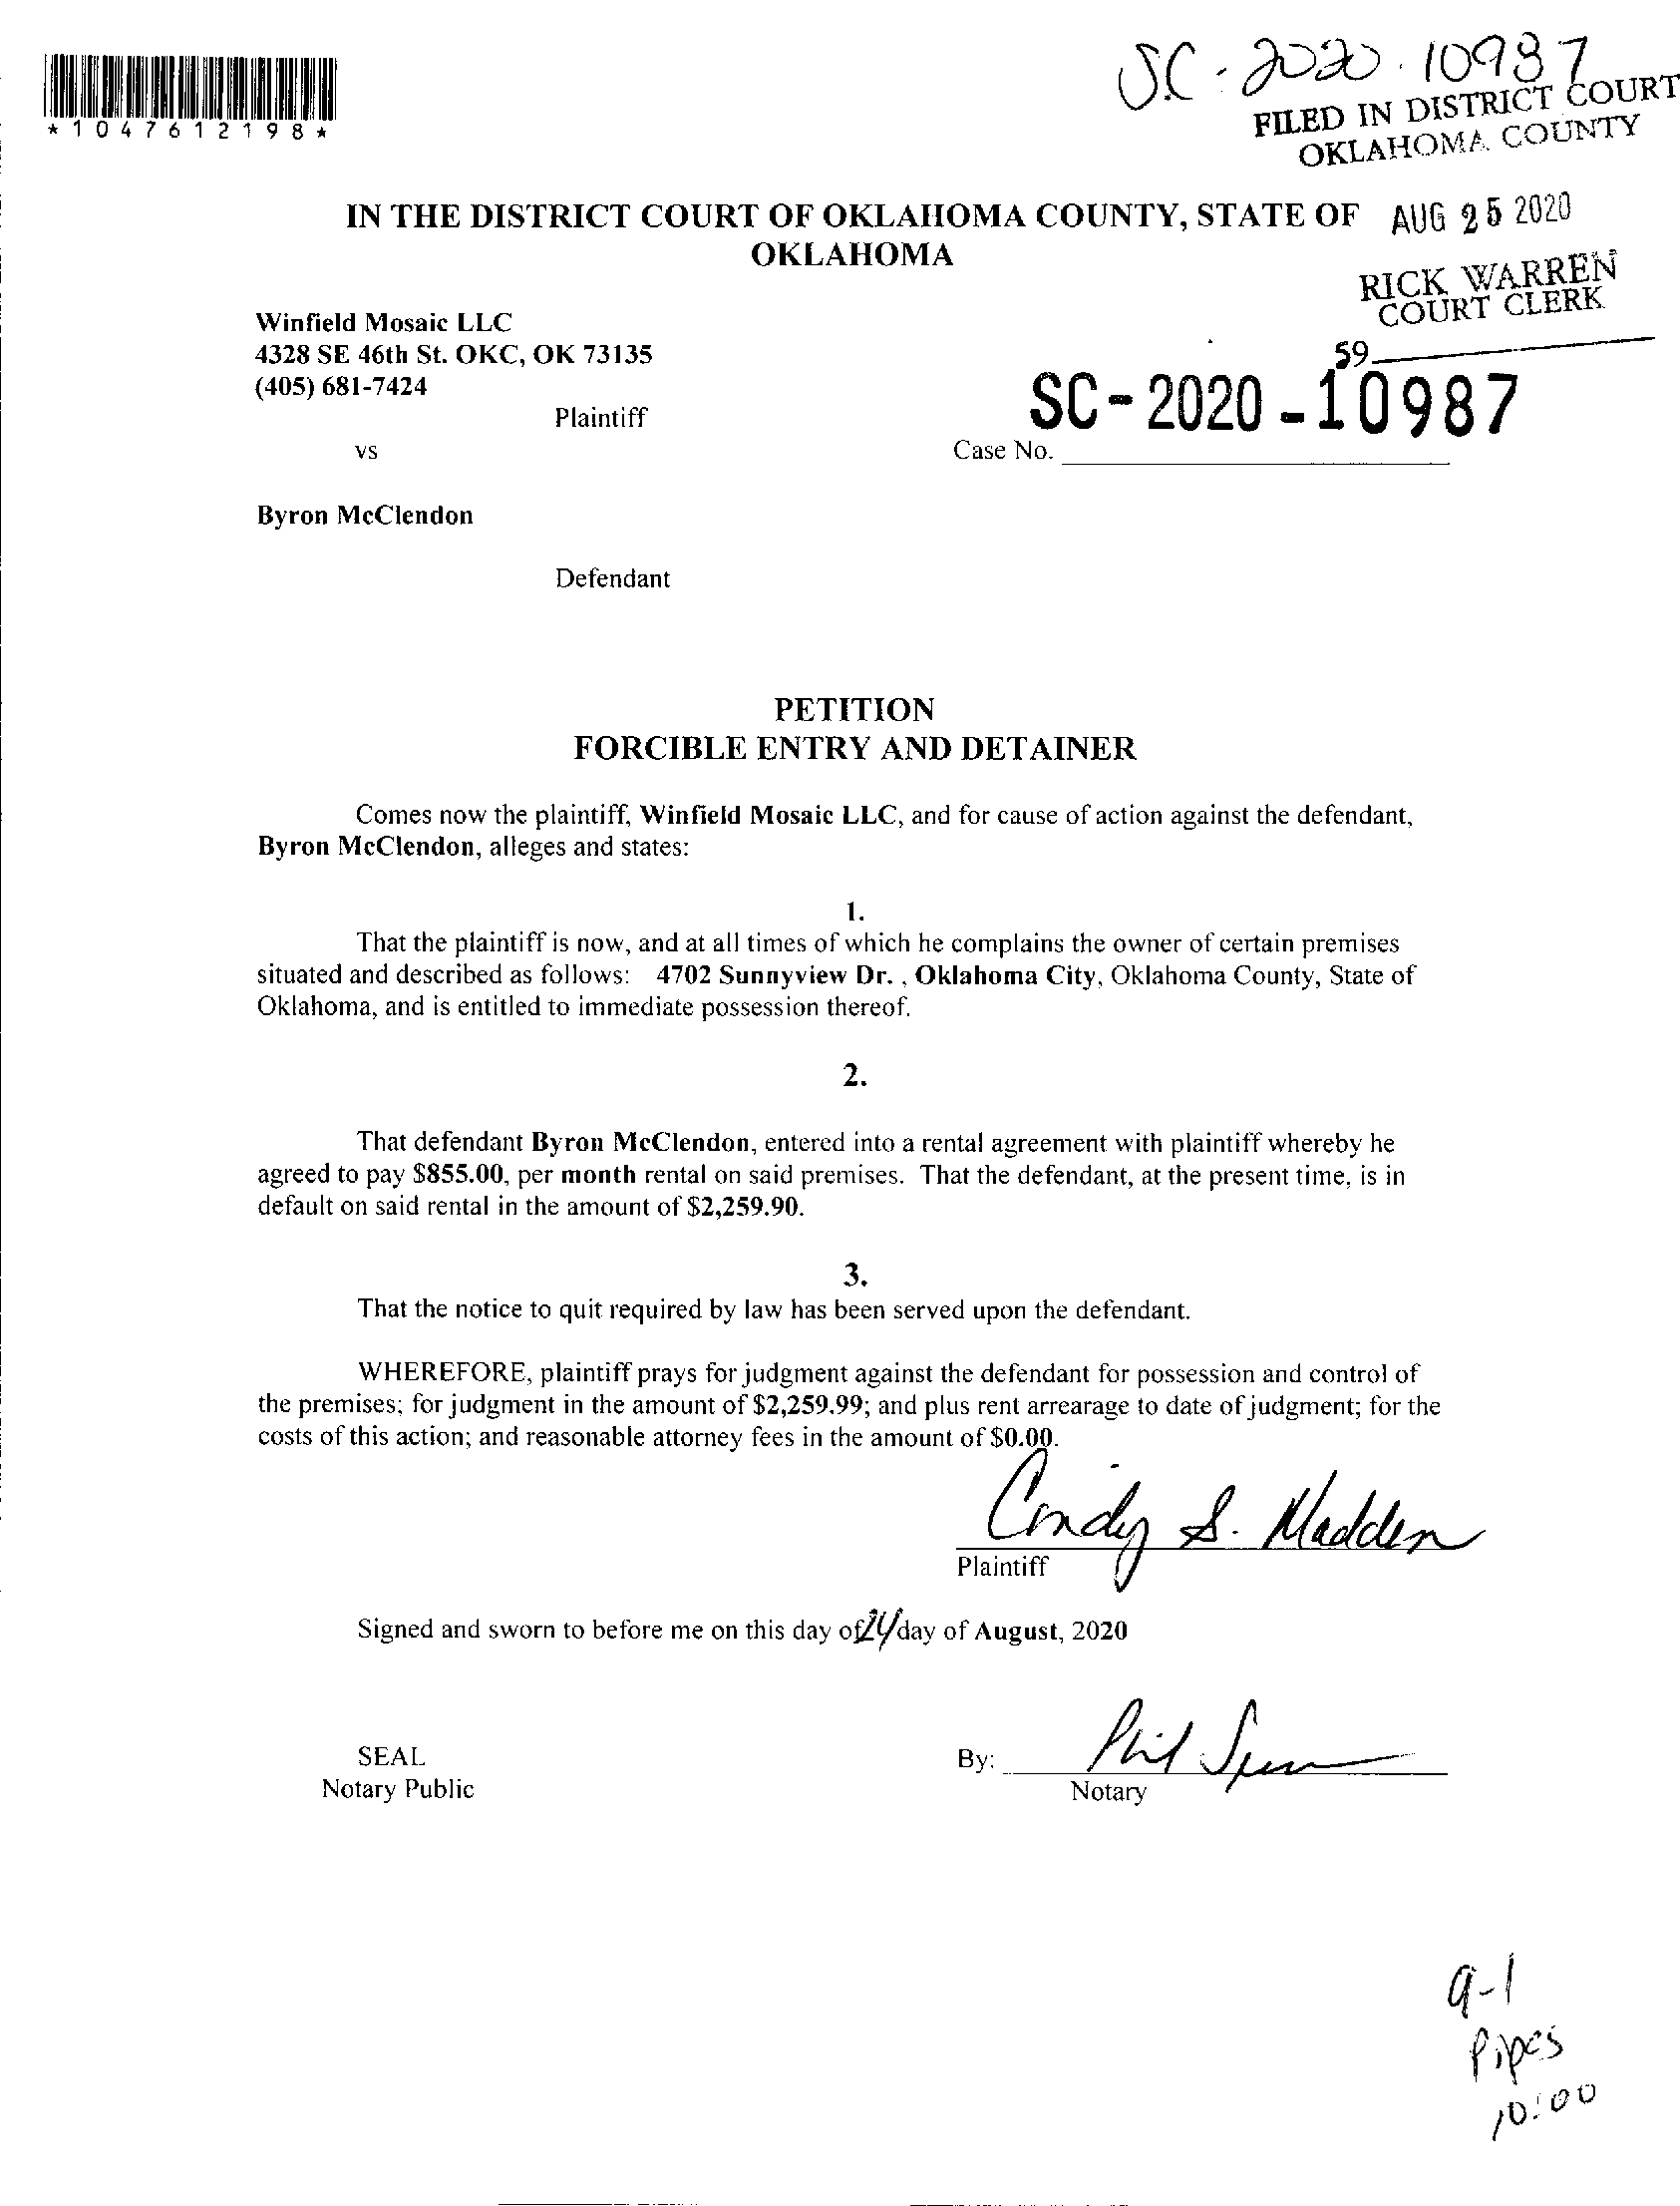 SC-2020-10987
*1047612198*
FILED IN DISTRICT COURT
OKLAHOMA COUNTY
IN THE DISTRICT COURT OF OKLAHOMA COUNTY, STATE OF
OKLAHOMA
AUG 25 2020
RICK WARREN
COURT CLERK
59
Winfield Mosaic LLC
4328 SE 46th St. OKC, OK 73135
(405) 681-7424
Plaintiff
SC-2020-10987
vs
Case No.
Byron McClendon
Defendant
PETITION
FORCIBLE ENTRY AND DETAINER
Comes now the plaintiff, Winfield Mosaic LLC, and for cause of action against the defendant,
Byron McClendon, alleges and states:
1.
That the plaintiff is now, and at all times of which he complains the owner of certain premises
situated and described as follows: 4702 Sunnyview Dr. , Oklahoma City, Oklahoma County, State of
Oklahoma, and is entitled to immediate possession thereof.
2.
That defendant Byron McClendon, entered into a rental agreement with plaintiff whereby he
agreed to pay $855.00, per month rental on said premises. That the defendant, at the present time, is in
default on said rental in the amount of $2,259.90.
3.
That the notice to quit required by law has been served upon the defendant.
WHEREFORE, plaintiff prays for judgment against the defendant for possession and control of
the premises; for judgment in the amount of $2,259.99; and plus rent arrearage to date of judgment; for the
costs of this action; and reasonable attorney fees in the amount of $0.00.
Cindy S. Madden
Plaintiff
Signed and sworn to before me on this day of 24 day of August, 2020
SEAL
Notary Public
By: Phil
Notary
9-1
Pipes
10:00